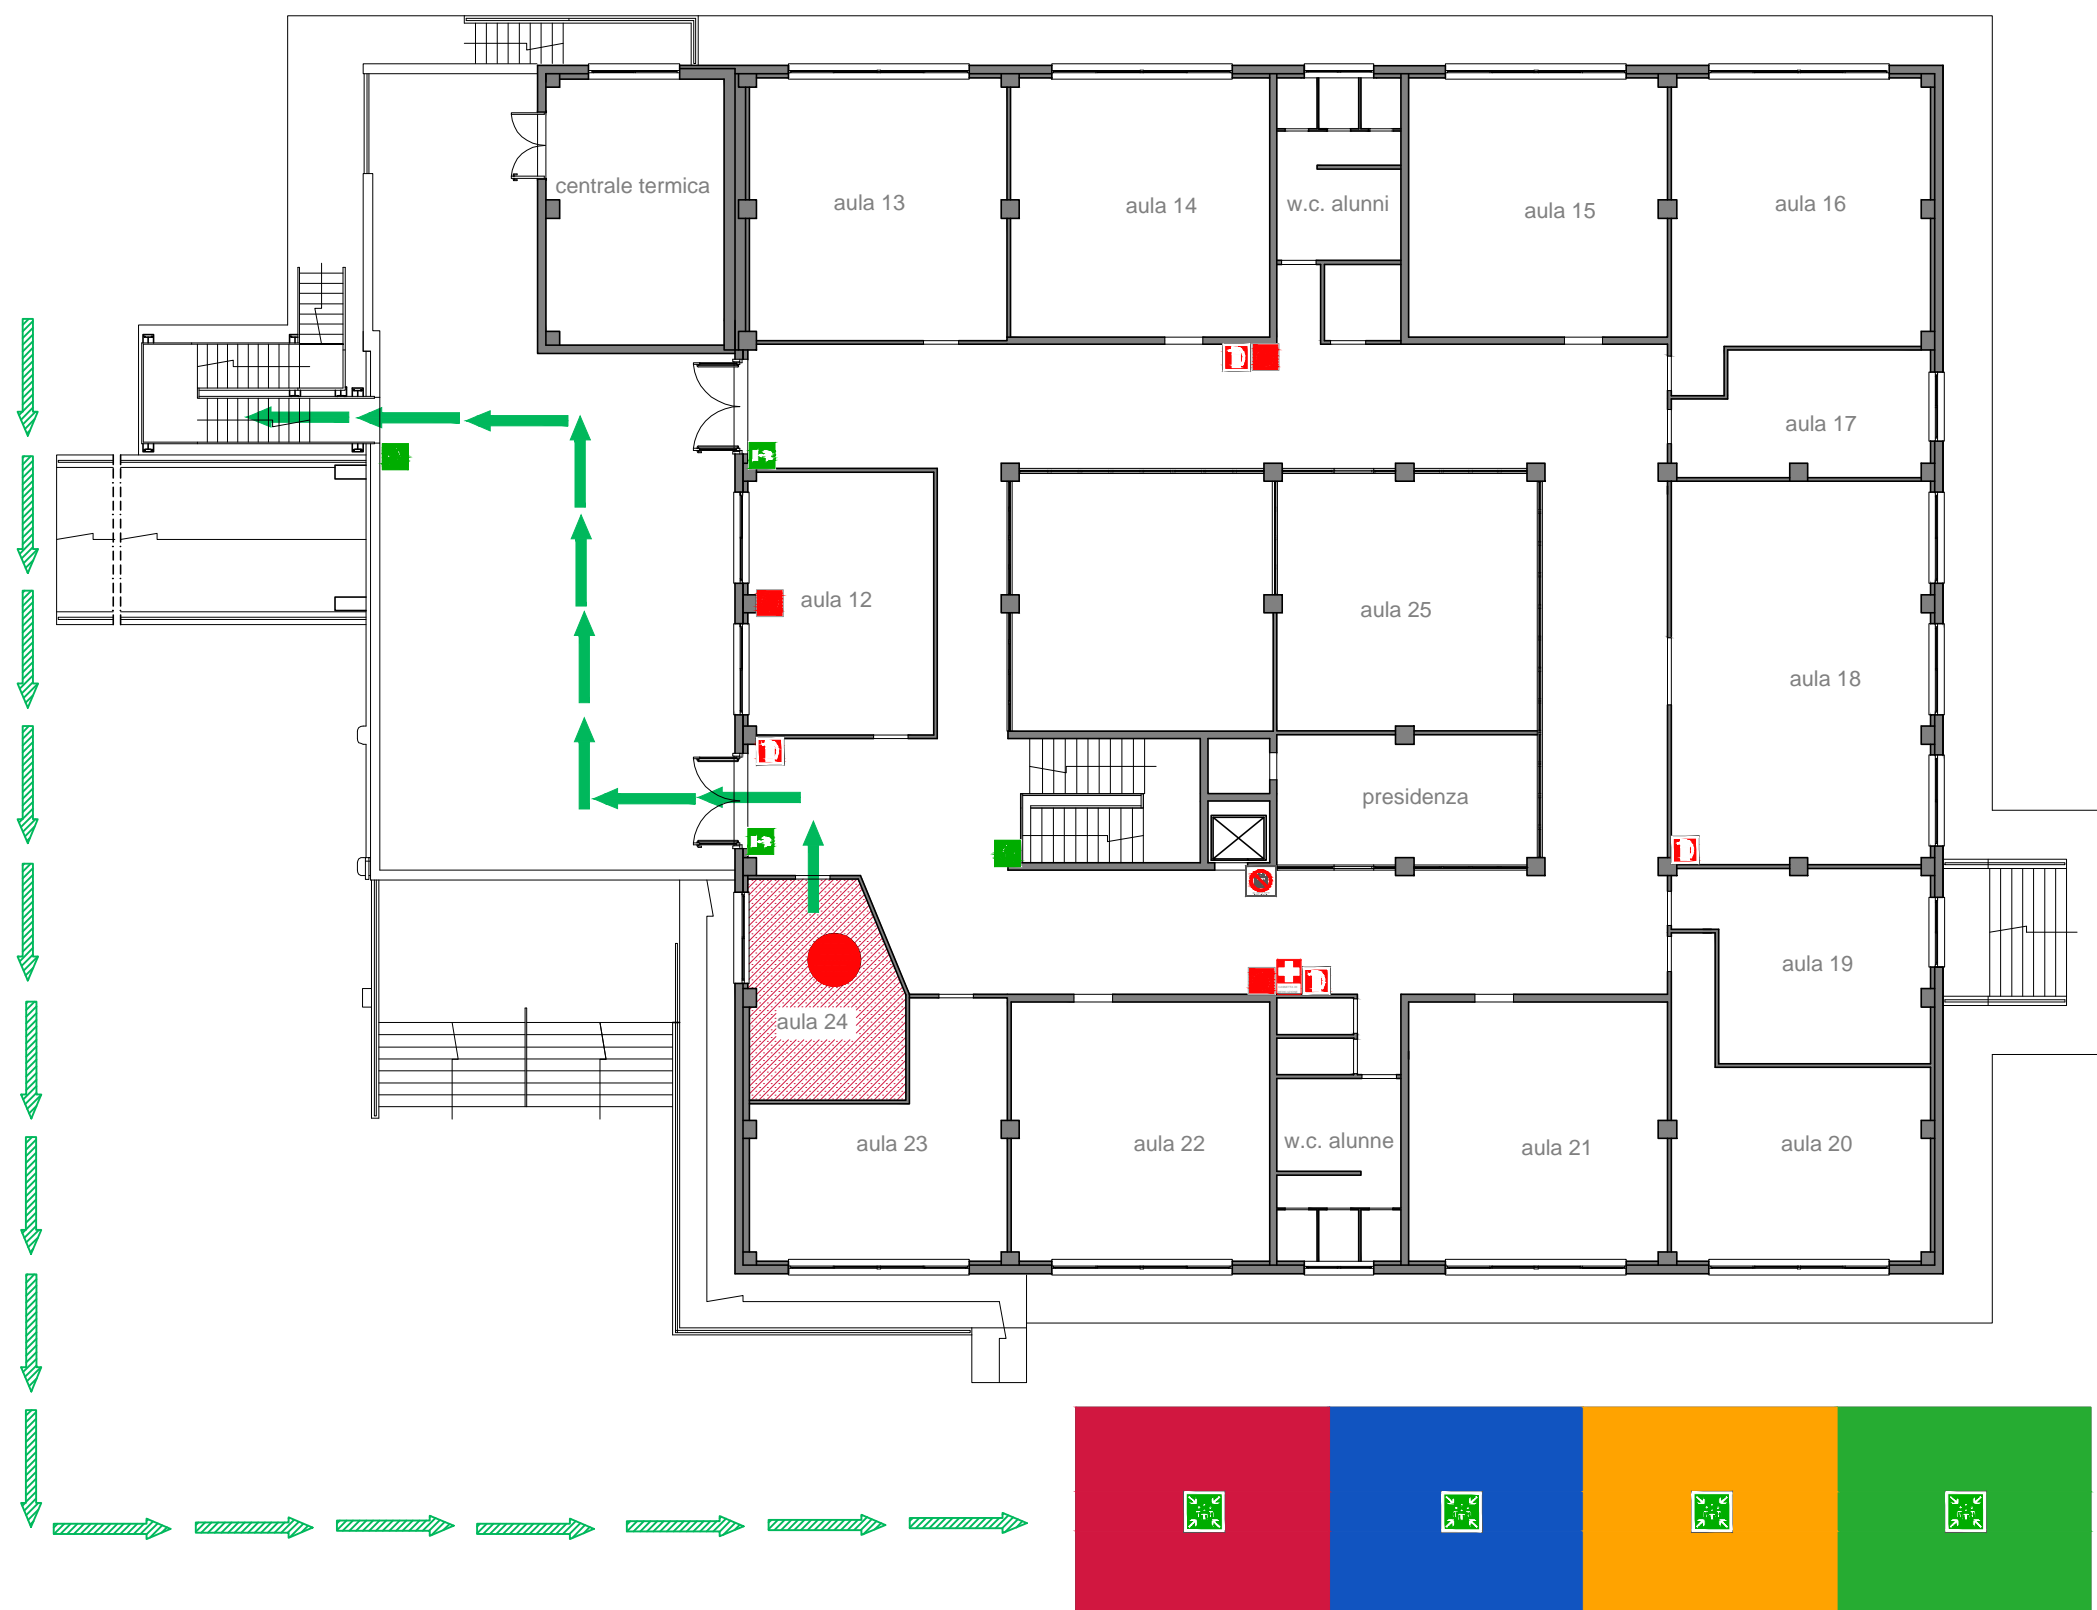 centrale termica
aula 13
aula 14
w.c. alunni
aula 15
aula 16
aula 17
aula 12
aula 25
aula 18
presidenza
aula 19
aula 24
aula 23
aula 22
w.c. alunne
aula 21
aula 20